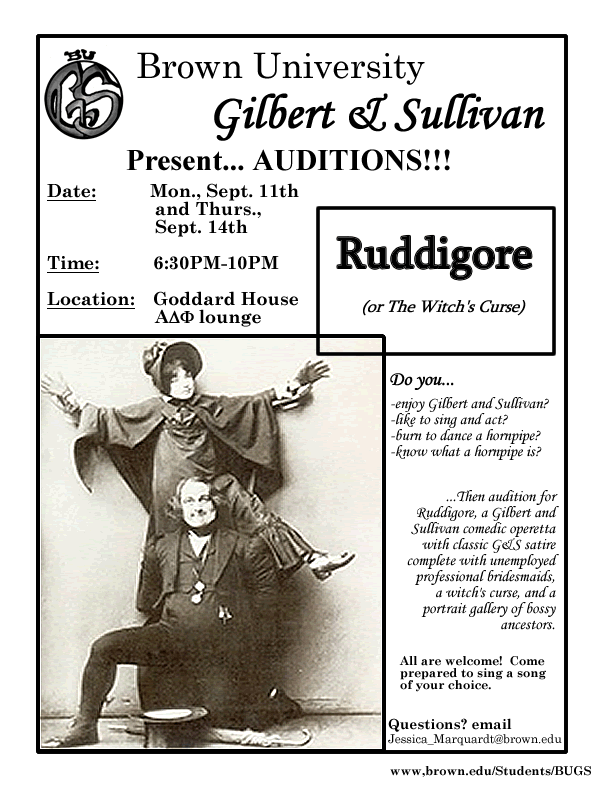 BU
GS
Brown University
Gilbert & Sullivan
Present... AUDITIONS!!!
Date: Mon., Sept. 11th
and Thurs.,
Sept. 14th
Time: 6:30PM-10PM
Location: Goddard House
ΑΔΦ lounge
Ruddigore
(or The Witch's Curse)
Do you...
-enjoy Gilbert and Sullivan?
-like to sing and act?
-burn to dance a hornpipe?
-know what a hornpipe is?
...Then audition for
Ruddigore, a Gilbert and
Sullivan comedic operetta
with classic G&S satire
complete with unemployed
professional bridesmaids,
a witch's curse, and a
portrait gallery of bossy
ancestors.
All are welcome! Come
prepared to sing a song
of your choice.
Questions? email
Jessica_Marquardt@brown.edu
www,brown.edu/Students/BUGS